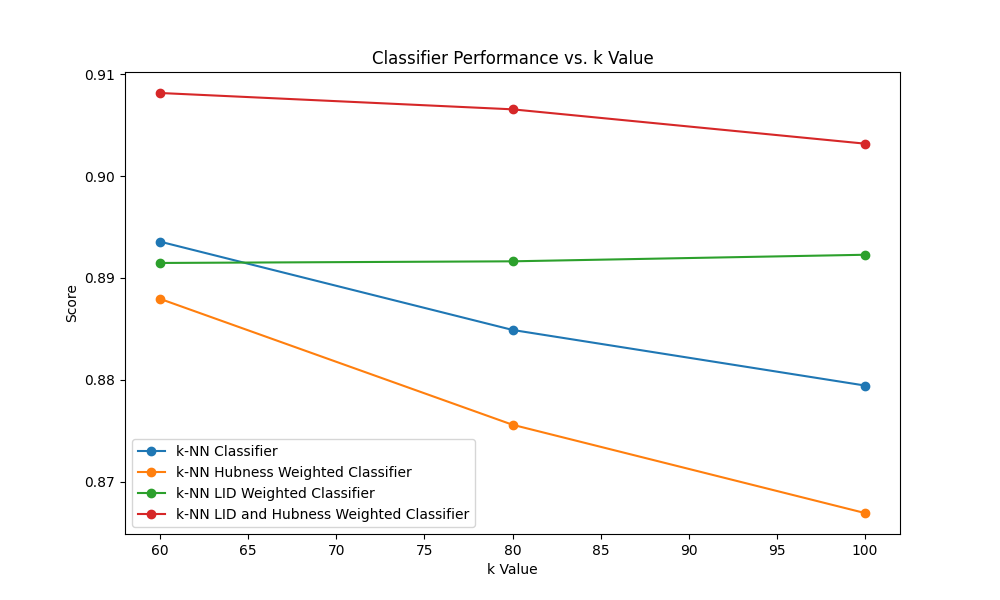 Classifier Performance vs. k Value
0.91
0.90
0.89
0.88
0.87
Score
k-NN Classifier
k-NN Hubness Weighted Classifier
k-NN LID Weighted Classifier
k-NN LID and Hubness Weighted Classifier
60 65 70 75 80 85 90 95 100
k Value